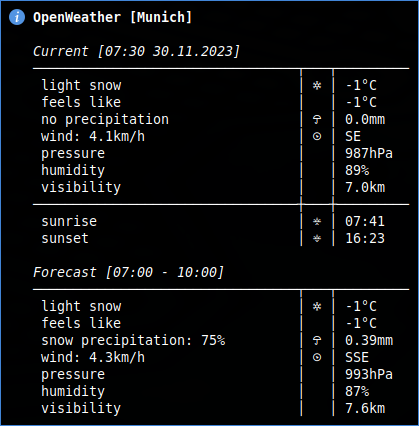 OpenWeather [Munich]
Current [07:30 30.11.2023]
light snow | ✲ | -1°C
feels like | | -1°C
no precipitation | ☂ | 0.0mm
wind: 4.1km/h | ⊙ | SE
pressure | | 987hPa
humidity | | 89%
visibility | | 7.0km
sunrise | | 07:41
sunset | | 16:23
Forecast [07:00 - 10:00]
light snow | ✲ | -1°C
feels like | | -1°C
snow precipitation: 75% | ☂ | 0.39mm
wind: 4.3km/h | ⊙ | SSE
pressure | | 993hPa
humidity | | 87%
visibility | | 7.6km